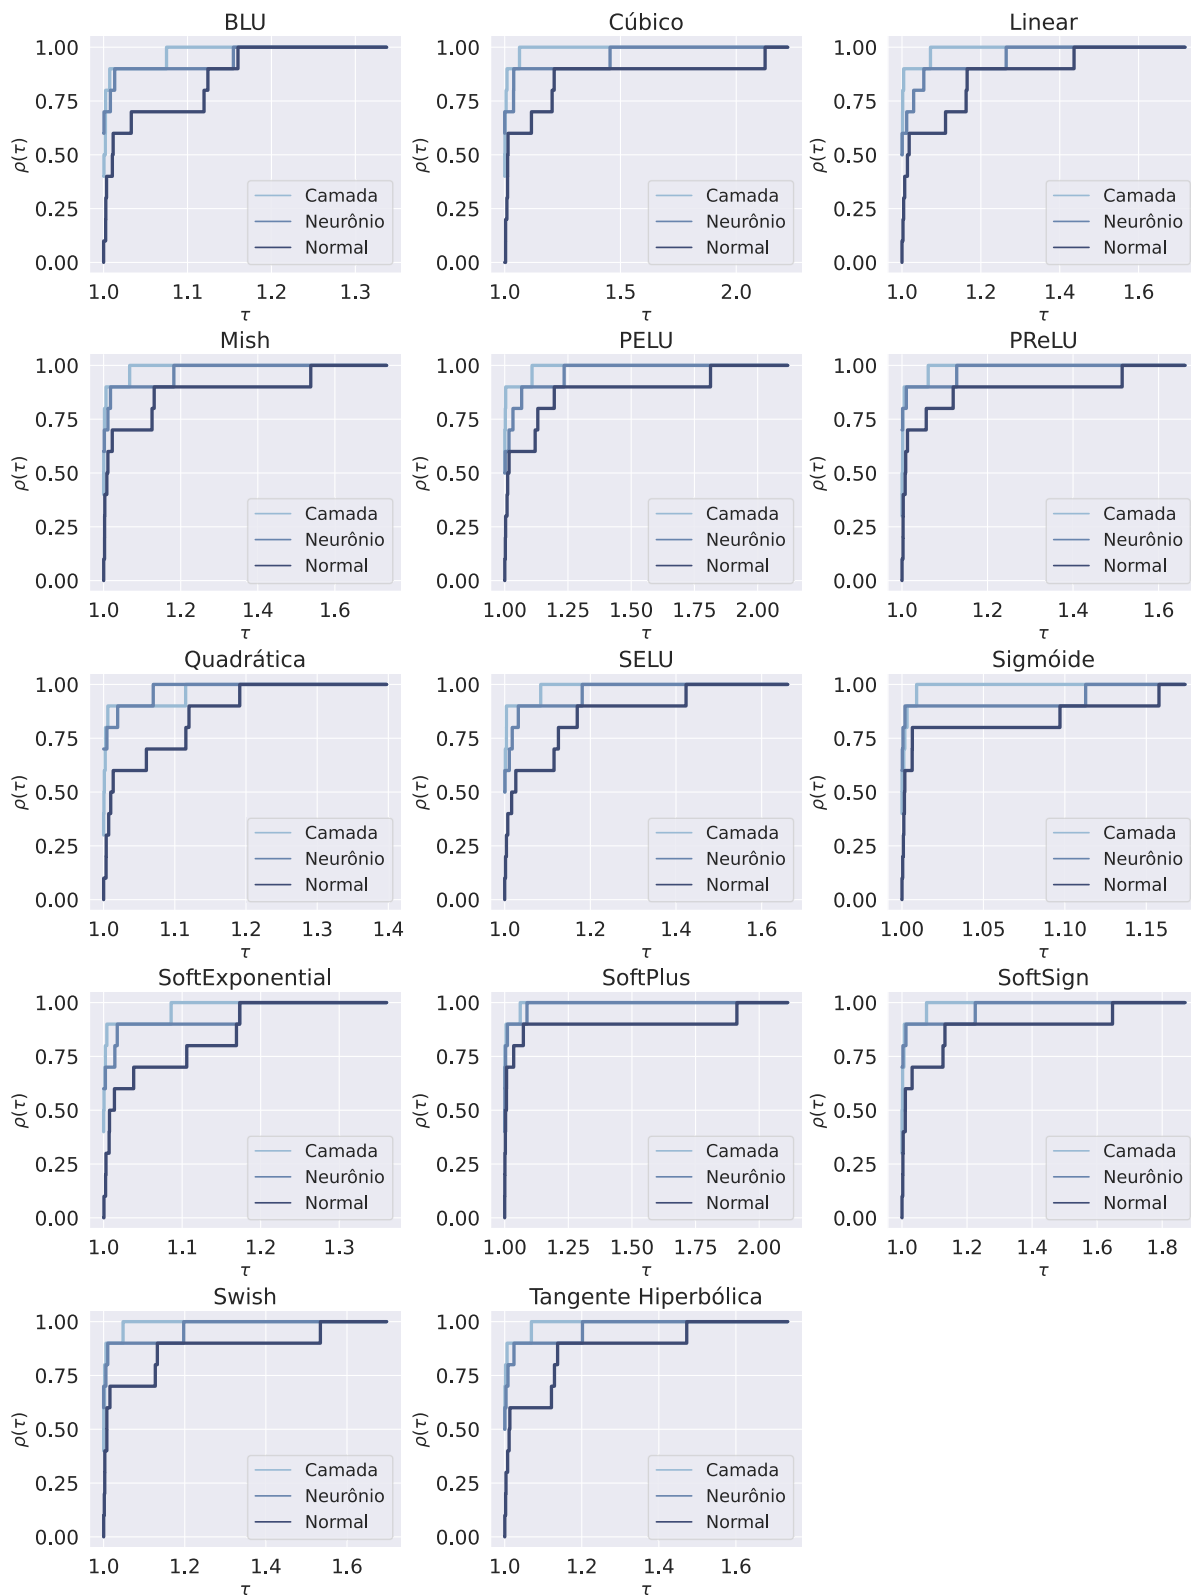 BLU
1.00
0.75
0.50
0.25
0.00
ρ(τ)
Camada
Neurônio
Normal
1.0 1.1 1.2 1.3
τ
Cúbico
1.00
0.75
0.50
0.25
0.00
ρ(τ)
Camada
Neurônio
Normal
1.0 1.5 2.0
τ
Linear
1.00
0.75
0.50
0.25
0.00
ρ(τ)
Camada
Neurônio
Normal
1.0 1.2 1.4 1.6
τ
Mish
1.00
0.75
0.50
0.25
0.00
ρ(τ)
Camada
Neurônio
Normal
1.0 1.2 1.4 1.6
τ
PELU
1.00
0.75
0.50
0.25
0.00
ρ(τ)
Camada
Neurônio
Normal
1.00 1.25 1.50 1.75 2.00
τ
PReLU
1.00
0.75
0.50
0.25
0.00
ρ(τ)
Camada
Neurônio
Normal
1.0 1.2 1.4 1.6
τ
Quadrática
1.00
0.75
0.50
0.25
0.00
ρ(τ)
Camada
Neurônio
Normal
1.0 1.1 1.2 1.3 1.4
τ
SELU
1.00
0.75
0.50
0.25
0.00
ρ(τ)
Camada
Neurônio
Normal
1.0 1.2 1.4 1.6
τ
Sigmóide
1.00
0.75
0.50
0.25
0.00
ρ(τ)
Camada
Neurônio
Normal
1.00 1.05 1.10 1.15
τ
SoftExponential
1.00
0.75
0.50
0.25
0.00
ρ(τ)
Camada
Neurônio
Normal
1.0 1.1 1.2 1.3
τ
SoftPlus
1.00
0.75
0.50
0.25
0.00
ρ(τ)
Camada
Neurônio
Normal
1.00 1.25 1.50 1.75 2.00
τ
SoftSign
1.00
0.75
0.50
0.25
0.00
ρ(τ)
Camada
Neurônio
Normal
1.0 1.2 1.4 1.6 1.8
τ
Swish
1.00
0.75
0.50
0.25
0.00
ρ(τ)
Camada
Neurônio
Normal
1.0 1.2 1.4 1.6
τ
Tangente Hiperbólica
1.00
0.75
0.50
0.25
0.00
ρ(τ)
Camada
Neurônio
Normal
1.0 1.2 1.4 1.6
τ